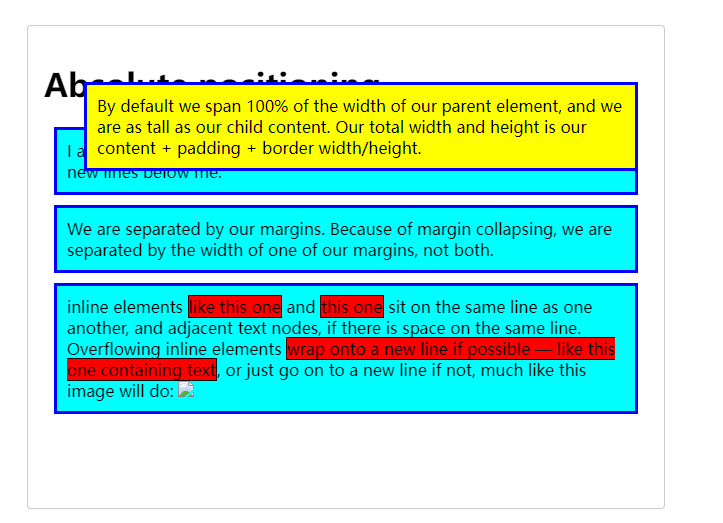 Absolute positioning
By default we span 100% of the width of our parent element, and we
are as tall as our child content. Our total width and height is our
content + padding + border width/height.
I a
new lines below me.
We are separated by our margins. Because of margin collapsing, we are
separated by the width of one of our margins, not both.
inline elements like this one and this one sit on the same line as one
another, and adjacent text nodes, if there is space on the same line.
Overflowing inline elements wrap onto a new line if possible — like this
one containing text, or just go on to a new line if not, much like this
image will do: